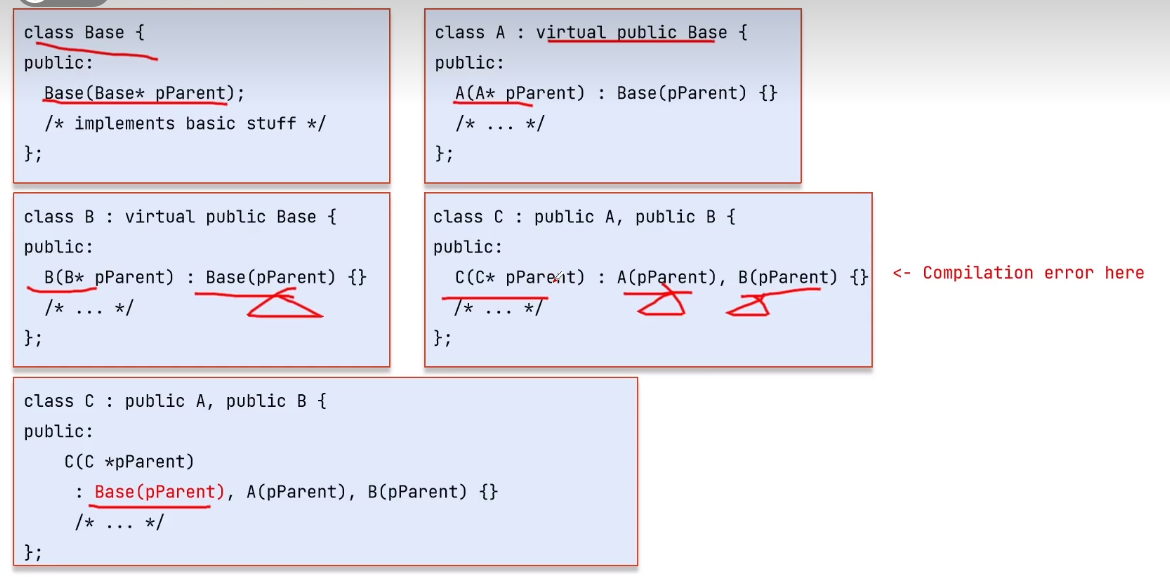 class Base {
public:
Base(Base* pParent);
/* implements basic stuff */
};
class A : virtual public Base {
public:
A(A* pParent) : Base(pParent) {}
/* ... */
};
class B : virtual public Base {
public:
B(B* pParent) : Base(pParent) {}
/* ... */
};
class C : public A, public B {
public:
C(C* pParent) : A(pParent), B(pParent) {}
/* ... */
};
<- Compilation error here
class C : public A, public B {
public:
C(C *pParent)
: Base(pParent), A(pParent), B(pParent) {}
/* ... */
};